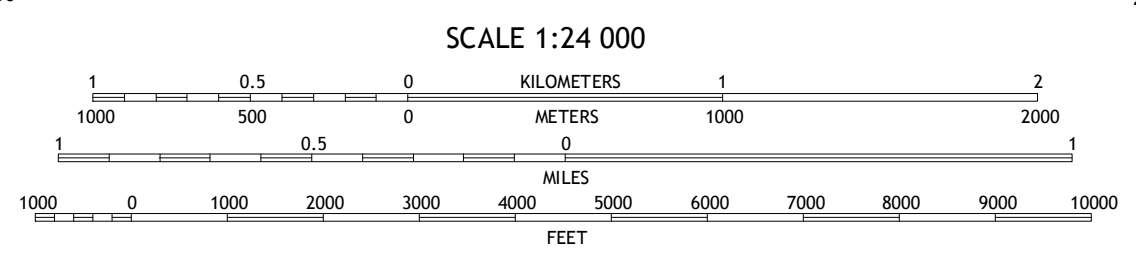 SCALE 1:24 000
1 0.5 0 KILOMETERS 1 2
1000 500 0 METERS 1000 2000
1 0.5 0 1
MILES
1000 0 1000 2000 3000 4000 5000 6000 7000 8000 9000 10000
FEET